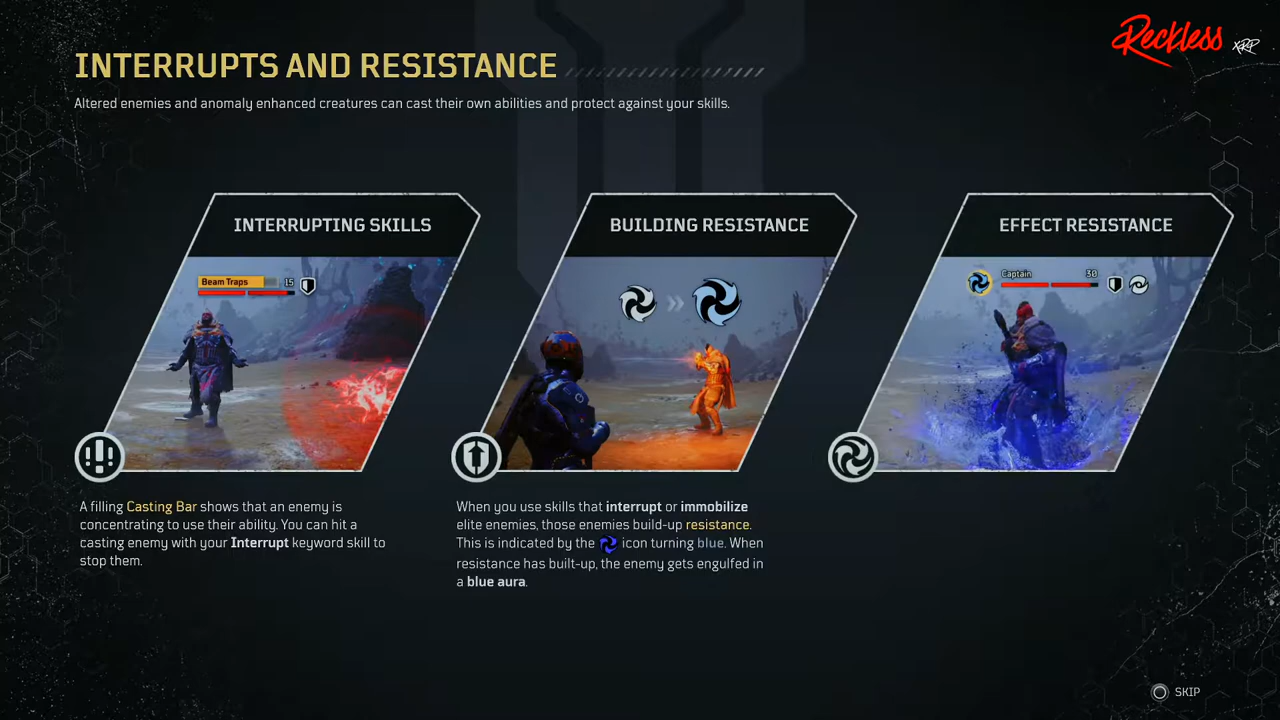 Reckless XRP
INTERRUPTS AND RESISTANCE
Altered enemies and anomaly enhanced creatures can cast their own abilities and protect against your skills.
INTERRUPTING SKILLS
Beam Traps 15
A filling Casting Bar shows that an enemy is
concentrating to use their ability. You can hit a
casting enemy with your Interrupt keyword skill to
stop them.
BUILDING RESISTANCE
When you use skills that interrupt or immobilize
elite enemies, those enemies build-up resistance.
This is indicated by the icon turning blue. When
resistance has built-up, the enemy gets engulfed in
a blue aura.
EFFECT RESISTANCE
Captain 30
SKIP